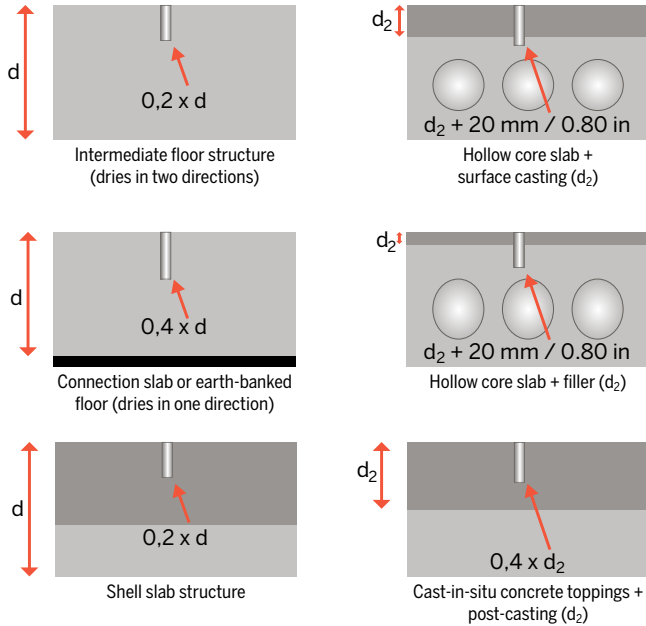 d
0,2 x d
Intermediate floor structure
(dries in two directions)
d₂
d₂ + 20 mm / 0.80 in
Hollow core slab +
surface casting (d₂)
d
0,4 x d
Connection slab or earth-banked
floor (dries in one direction)
d₂
d₂ + 20 mm / 0.80 in
Hollow core slab + filler (d₂)
d
0,2 x d
Shell slab structure
d₂
0,4 x d₂
Cast-in-situ concrete toppings +
post-casting (d₂)